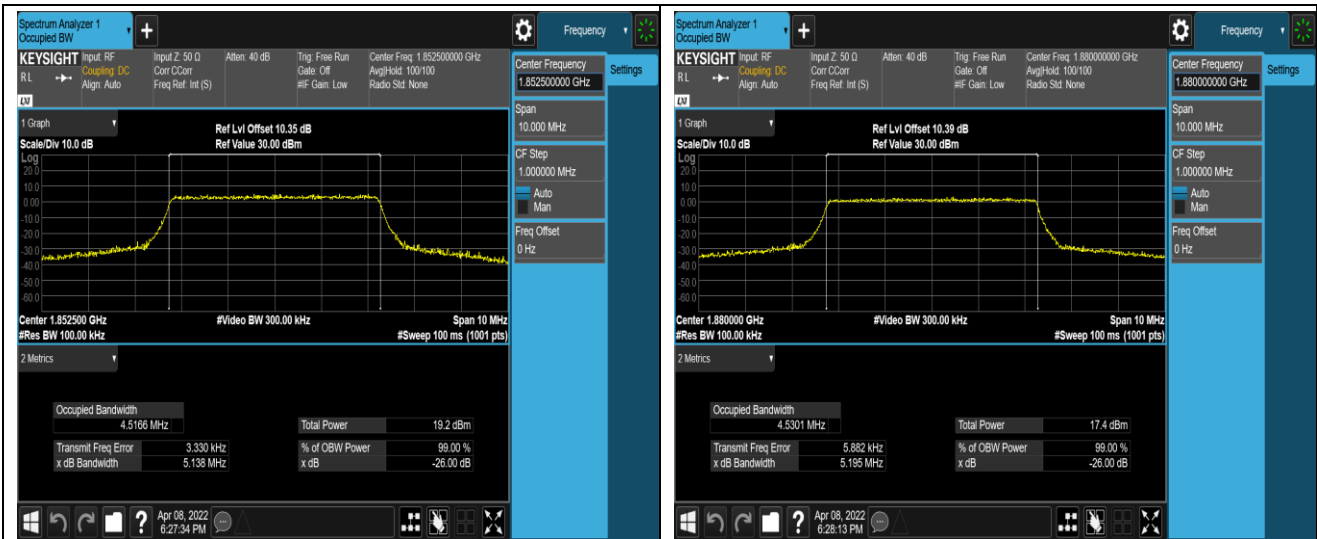 Spectrum Analyzer 1
Occupied BW
+
Frequency
KEYSIGHT Input: RF Input Z: 50 Ω Atten: 40 dB Trig: Free Run Center Freq: 1.852500000 GHz
RL Coupling: DC Corr CCorr Gate: Off Avg|Hold: 100/100
Align: Auto Freq Ref: Int (S) #IF Gain: Low Radio Std: None
LXI
Center Frequency
1.852500000 GHz
Settings
Span
10.000 MHz
CF Step
1.000000 MHz
Auto
Man
Freq Offset
0 Hz
1 Graph
Ref Lvl Offset 10.35 dB
Scale/Div 10.0 dB Ref Value 30.00 dBm
Log
20.0
10.0
0.00
-10.0
-20.0
-30.0
-40.0
-50.0
-60.0
Center 1.852500 GHz #Video BW 300.00 kHz Span 10 MHz
#Res BW 100.00 kHz #Sweep 100 ms (1001 pts)
2 Metrics
Occupied Bandwidth
4.5166 MHz Total Power 19.2 dBm
Transmit Freq Error 3.330 kHz % of OBW Power 99.00 %
x dB Bandwidth 5.138 MHz x dB -26.00 dB
? Apr 08, 2022
6:27:34 PM
Spectrum Analyzer 1
Occupied BW
+
Frequency
KEYSIGHT Input: RF Input Z: 50 Ω Atten: 40 dB Trig: Free Run Center Freq: 1.880000000 GHz
RL Coupling: DC Corr CCorr Gate: Off Avg|Hold: 100/100
Align: Auto Freq Ref: Int (S) #IF Gain: Low Radio Std: None
LXI
Center Frequency
1.880000000 GHz
Settings
Span
10.000 MHz
CF Step
1.000000 MHz
Auto
Man
Freq Offset
0 Hz
1 Graph
Ref Lvl Offset 10.39 dB
Scale/Div 10.0 dB Ref Value 30.00 dBm
Log
20.0
10.0
0.00
-10.0
-20.0
-30.0
-40.0
-50.0
-60.0
Center 1.880000 GHz #Video BW 300.00 kHz Span 10 MHz
#Res BW 100.00 kHz #Sweep 100 ms (1001 pts)
2 Metrics
Occupied Bandwidth
4.5301 MHz Total Power 17.4 dBm
Transmit Freq Error 5.882 kHz % of OBW Power 99.00 %
x dB Bandwidth 5.195 MHz x dB -26.00 dB
? Apr 08, 2022
6:28:13 PM